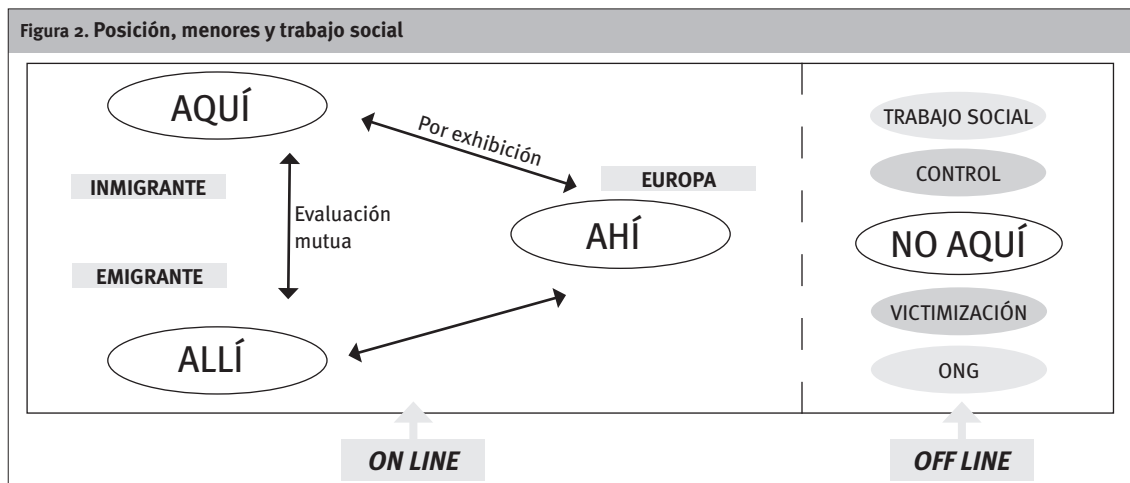 Figura 2. Posición, menores y trabajo social
AQUÍ
Por exhibición
INMIGRANTE
Evaluación
mutua
EMIGRANTE
ALLÍ
EUROPA
AHÍ
TRABAJO SOCIAL
CONTROL
NO AQUÍ
VICTIMIZACIÓN
ONG
ON LINE
OFF LINE